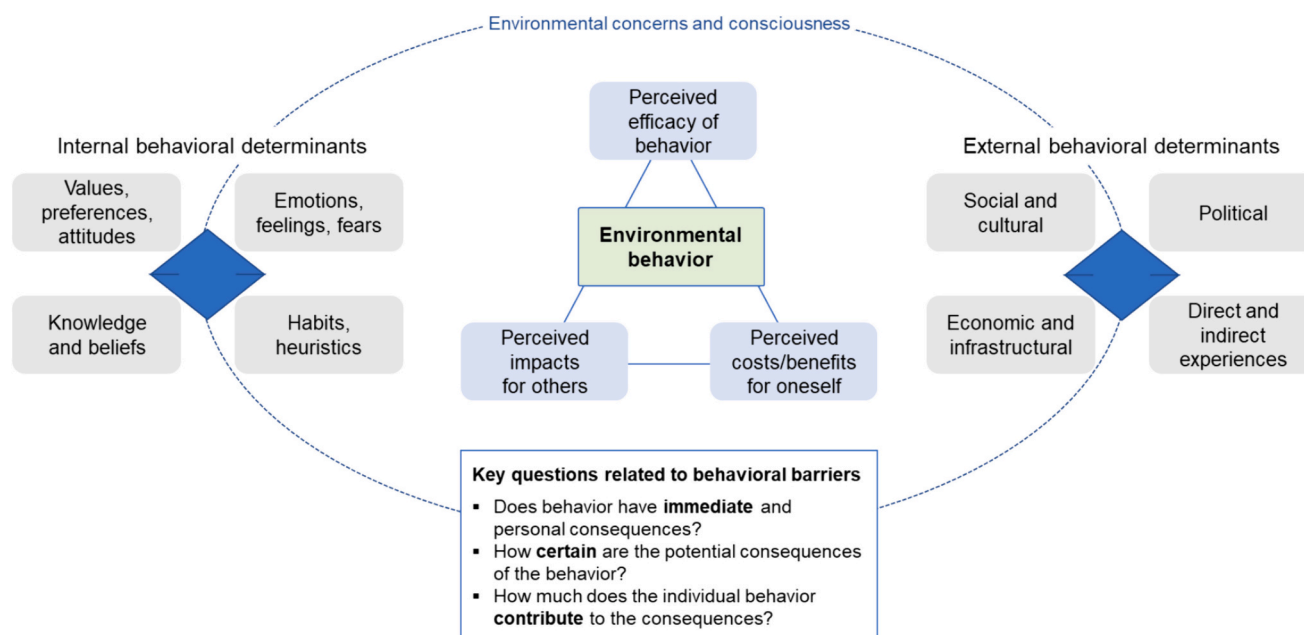 Environmental concerns and consciousness
Perceived
efficacy of
behavior
Internal behavioral determinants
Values,
preferences,
attitudes
Emotions,
feelings, fears
Knowledge
and beliefs
Habits,
heuristics
Environmental
behavior
Perceived
impacts
for others
Perceived
costs/benefits
for oneself
External behavioral determinants
Social and
cultural
Political
Economic and
infrastructural
Direct and
indirect
experiences
Key questions related to behavioral barriers
▪ Does behavior have immediate and
personal consequences?
▪ How certain are the potential consequences
of the behavior?
▪ How much does the individual behavior
contribute to the consequences?